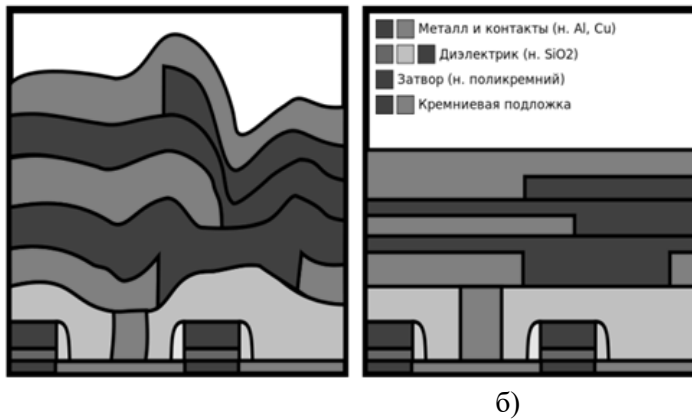 Металл и контакты (н. Al, Cu)
Диэлектрик (н. SiO2)
Затвор (н. поликремний)
Кремниевая подложка
б)